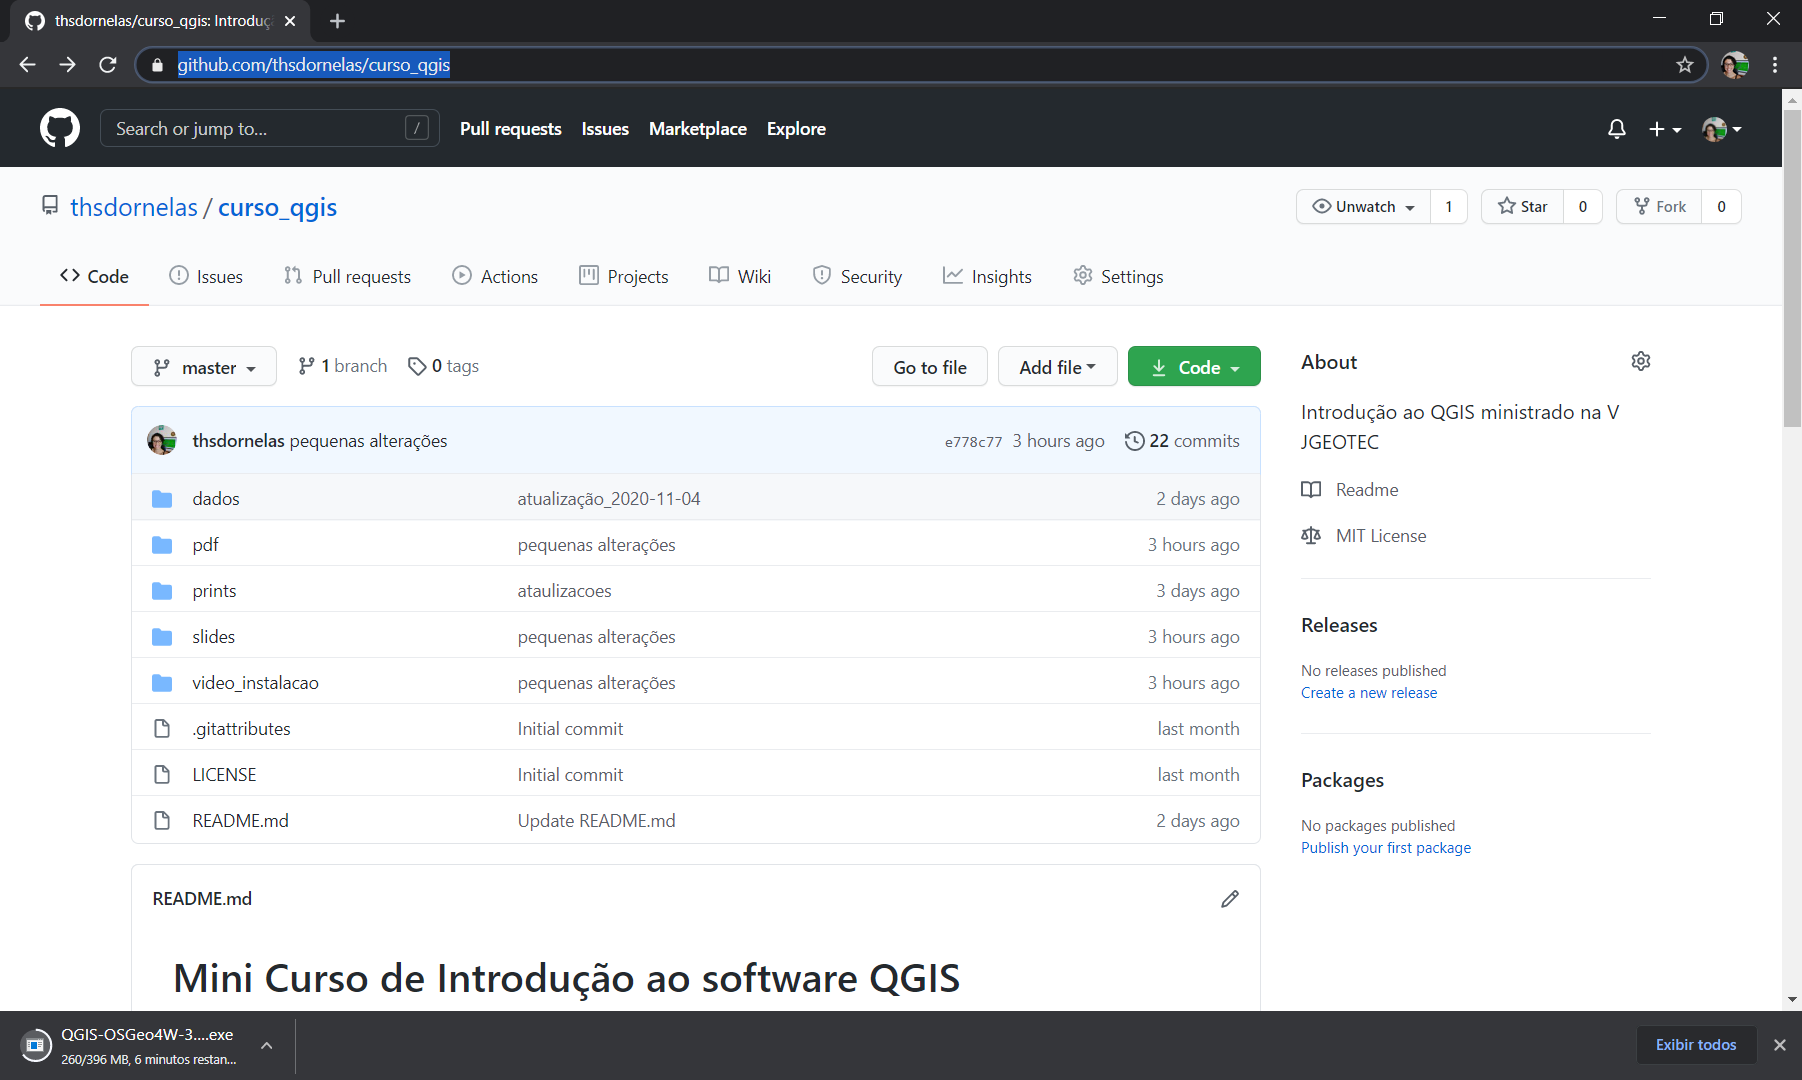 thsdornelas/curso_qgis: Introduç
github.com/thsdornelas/curso_qgis
Search or jump to... /
Pull requests Issues Marketplace Explore
thsdornelas / curso_qgis
Unwatch 1 Star 0 Fork 0
Code Issues Pull requests Actions Projects Wiki Security Insights Settings
master 1 branch 0 tags
Go to file Add file Code
thsdornelas pequenas alterações e778c77 3 hours ago 22 commits
dados atualização_2020-11-04 2 days ago
pdf pequenas alterações 3 hours ago
prints ataulizacoes 3 days ago
slides pequenas alterações 3 hours ago
video_instalacao pequenas alterações 3 hours ago
.gitattributes Initial commit last month
LICENSE Initial commit last month
README.md Update README.md 2 days ago
README.md
Mini Curso de Introdução ao software QGIS
About
Introdução ao QGIS ministrado na V
JGEOTEC
Readme
MIT License
Releases
No releases published
Create a new release
Packages
No packages published
Publish your first package
QGIS-OSGeo4W-3....exe
260/396 MB, 6 minutos restan...
Exibir todos